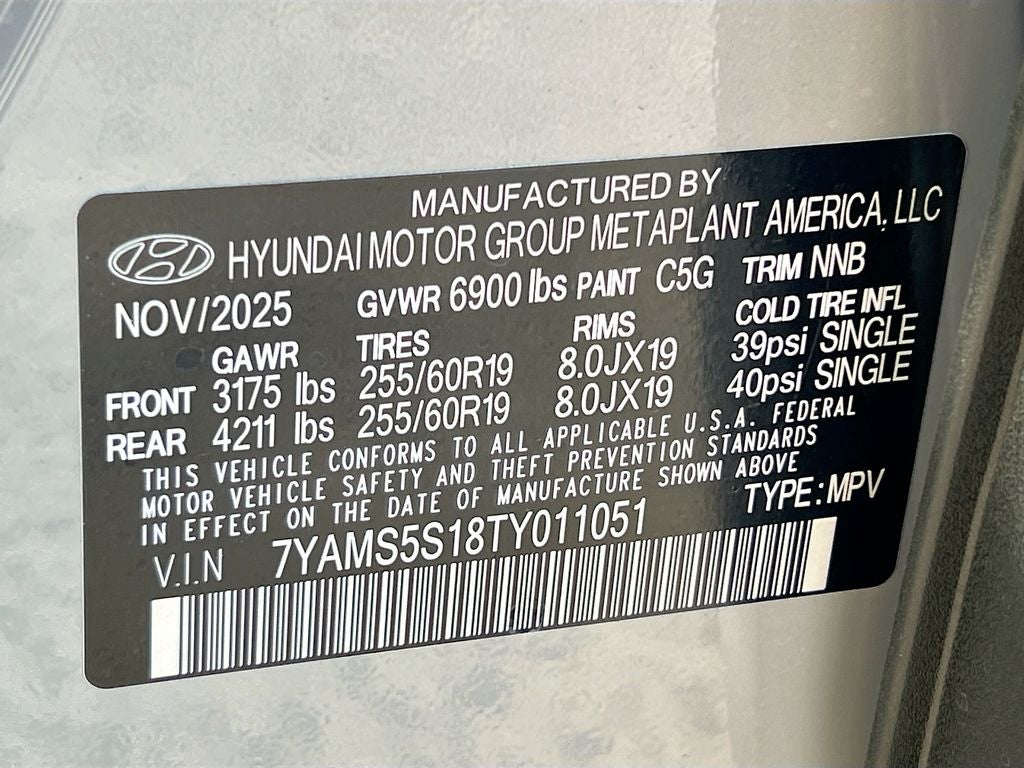 MANUFACTURED BY
HYUNDAI MOTOR GROUP METAPLANT AMERICA, LLC
NOV/2025 GVWR 6900 lbs PAINT C5G TRIM NNB
GAWR TIRES RIMS COLD TIRE INFL
FRONT 3175 lbs 255/60R19 8.0JX19 39psi SINGLE
REAR 4211 lbs 255/60R19 8.0JX19 40psi SINGLE
THIS VEHICLE CONFORMS TO ALL APPLICABLE U.S.A. FEDERAL
MOTOR VEHICLE SAFETY AND THEFT PREVENTION STANDARDS
IN EFFECT ON THE DATE OF MANUFACTURE SHOWN ABOVE
V.I.N 7YAMS5S18TY011051 TYPE: MPV